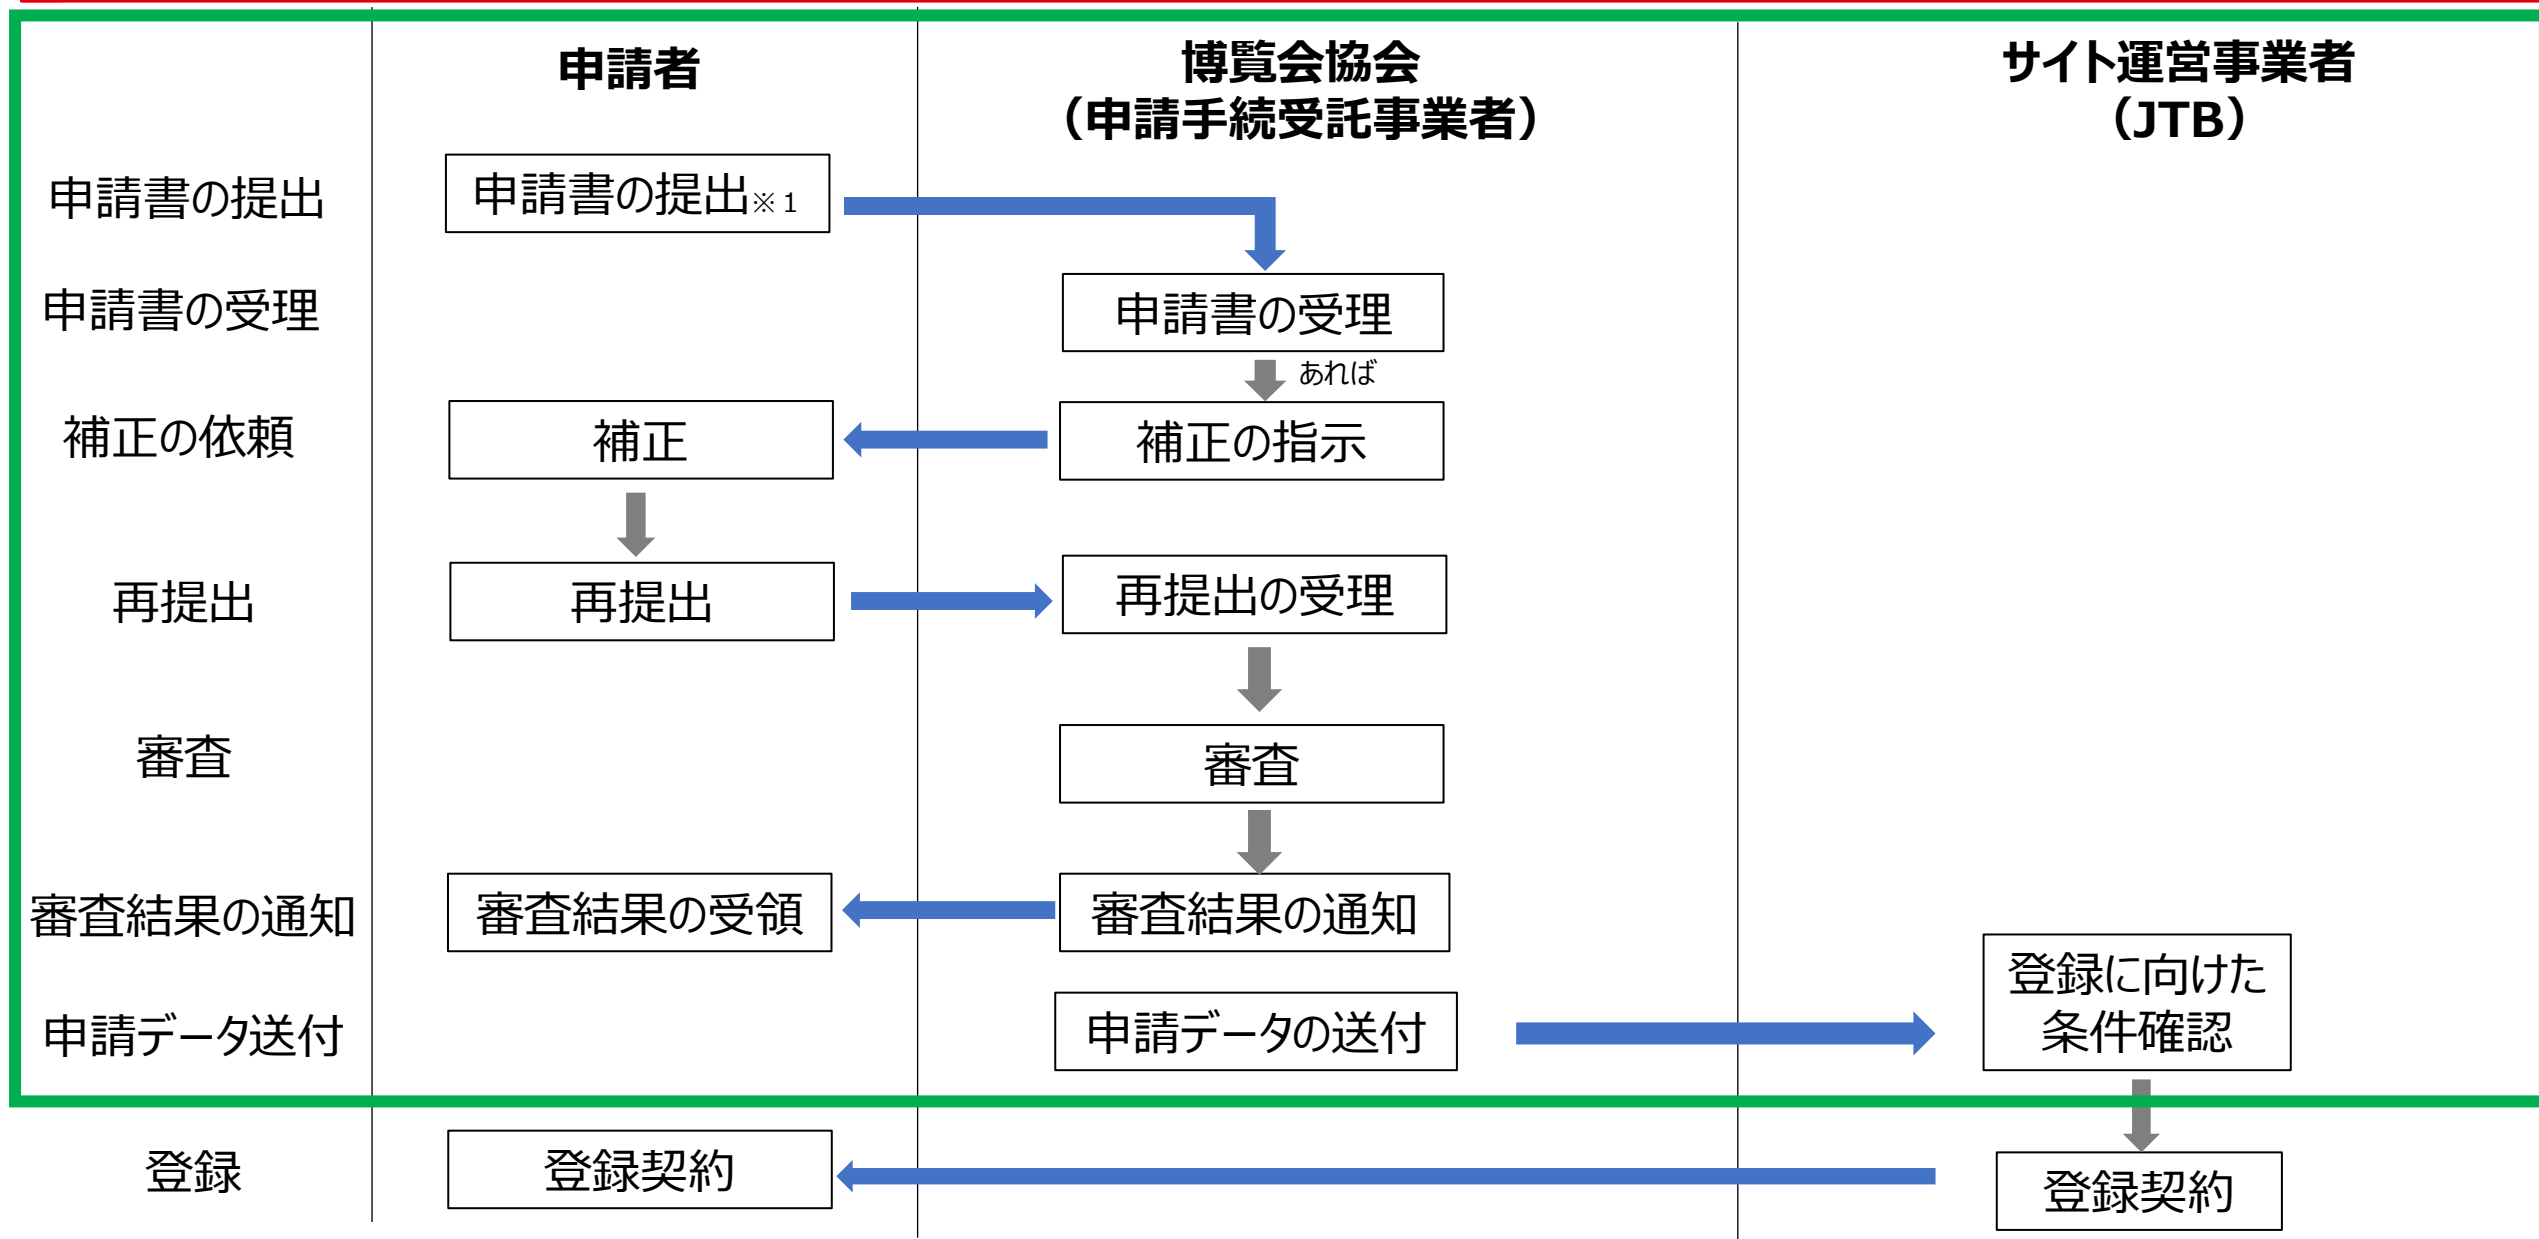 申請者
博覧会協会
（申請手続受託事業者）
サイト運営事業者
（JTB）
申請書の提出
申請書の提出※1
申請書の受理
申請書の受理
あれば
補正の依頼
補正
補正の指示
再提出
再提出
再提出の受理
審査
審査
審査結果の通知
審査結果の受領
審査結果の通知
申請データ送付
申請データの送付
登録に向けた
条件確認
登録
登録契約
登録契約